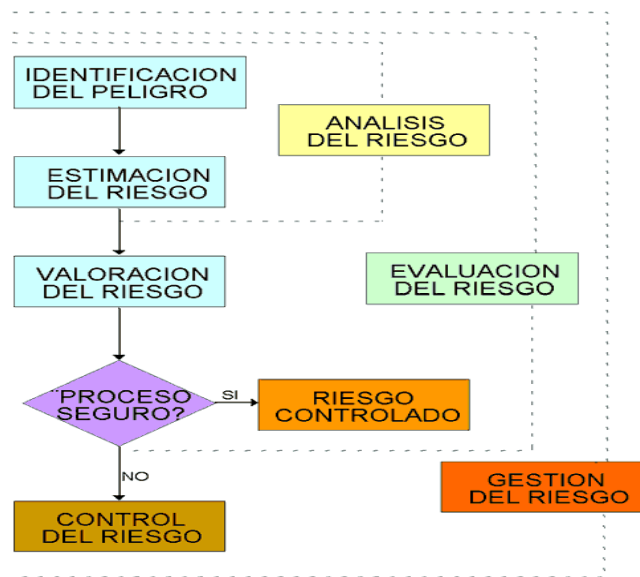 IDENTIFICACION
DEL PELIGRO
ANALISIS
DEL RIESGO
ESTIMACION
DEL RIESGO
VALORACION
DEL RIESGO
EVALUACION
DEL RIESGO
¨PROCESO
SEGURO?
SI
RIESGO
CONTROLADO
NO
GESTION
DEL RIESGO
CONTROL
DEL RIESGO